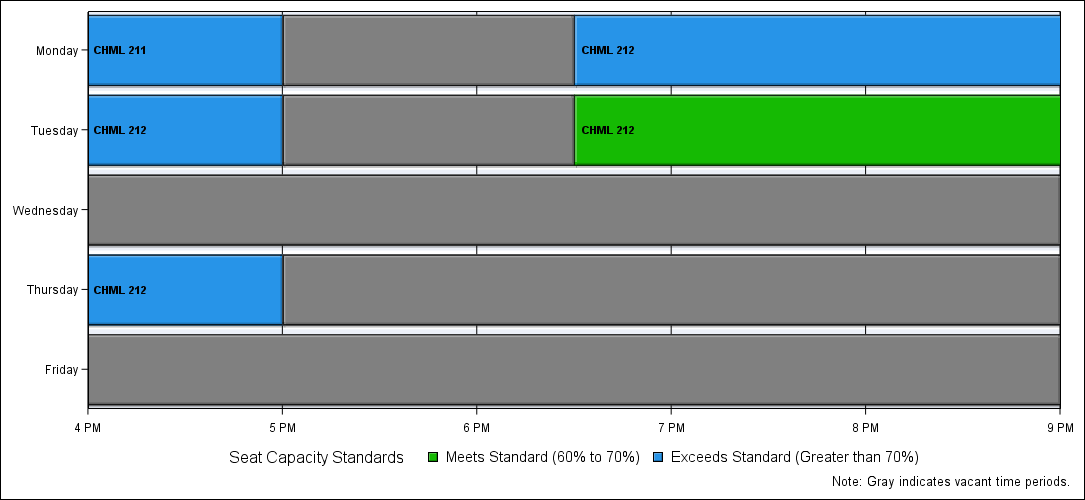 Monday CHML 211 CHML 212
Tuesday CHML 212 CHML 212
Wednesday
Thursday CHML 212
Friday
4 PM 5 PM 6 PM 7 PM 8 PM 9 PM
Seat Capacity Standards Meets Standard (60% to 70%) Exceeds Standard (Greater than 70%)
Note: Gray indicates vacant time periods.